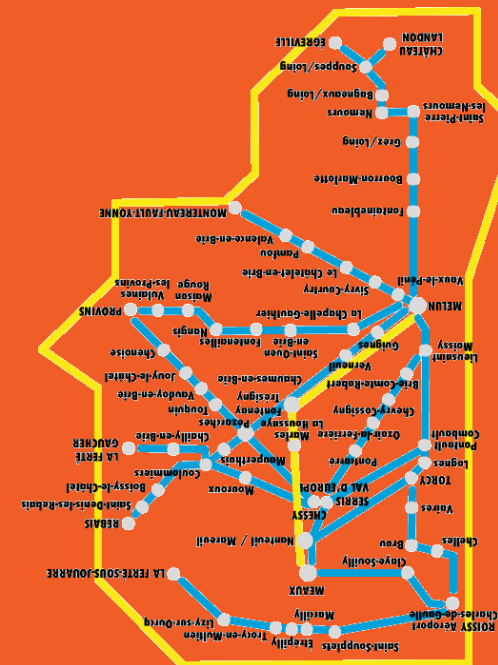 Saint-Soupplets
Étrépilly
Trocy-en-Multien
ROISSY Aéroport
Charles-de-Gaulle
Marcilly
Lizy-sur-Ourcq
MEAUX
LA FERTÉ-SOUS-JOUARRE
Claye-Souilly
Chelles
Brou
Nanteuil / Mareuil
REBAIS
CHESSY
Vaires
Saint-Denis-les-Rebais
SERRIS
VAL D'EUROPE
Mouroux
Boissy-le-Châtel
TORCY
Lognes
Coulommiers
Pontarré
Mauperthuis
LA FERTÉ
GAUCHER
Pontault
Combault
Ozoir-la-Ferrière
Marles
La Houssaye
Chailly-en-Brie
Pézarches
Chevry-Cossigny
Fontenay
Trésigny
Touquin
Brie-Comte-Robert
Chaumes-en-Brie
Vaudoy-en-Brie
Jouy-le-Châtel
Verneuil
Lieusaint
Moissy
Guignes
Saint-Ouen
en-Brie
Chenoise
Fontenailles
Nangis
MELUN
La Chapelle-Gauthier
PROVINS
Maison
Rouge
Vulaines
les-Provins
Vaux-le-Pénil
Sivry-Courtry
Le Châtelet-en-Brie
Pamfou
Valence-en-Brie
MONTEREAU-FAULT-YONNE
Fontainebleau
Bourron-Marlotte
Grez/Loing
Saint-Pierre
les-Nemours
Nemours
Bagneaux/Loing
Souppes/Loing
CHÂTEAU
LANDON
ÉGREVILLE